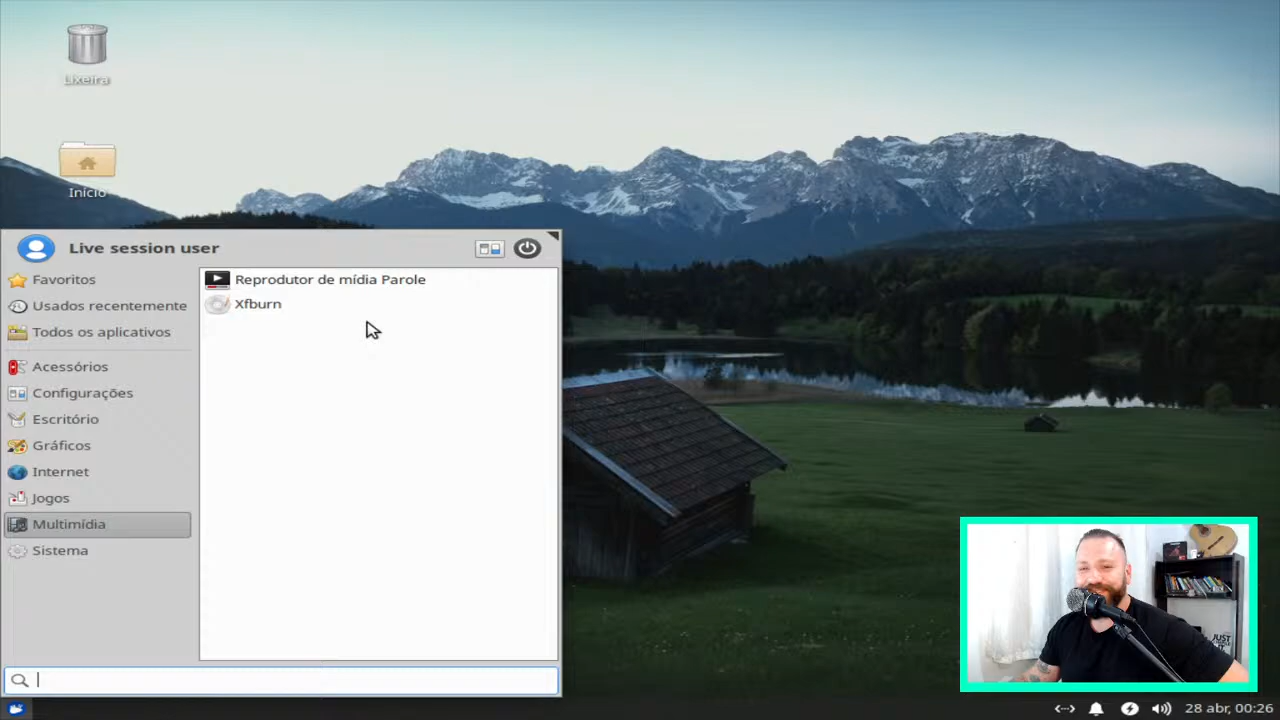 Lixeira
Início
Live session user
Favoritos
Usados recentemente
Todos os aplicativos
Acessórios
Configurações
Escritório
Gráficos
Internet
Jogos
Multimídia
Sistema
Reprodutor de mídia Parole
Xfburn
JUST
28 abr, 00:26